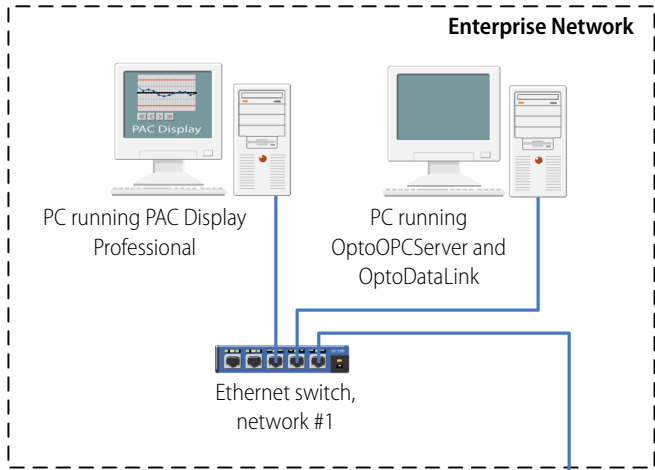 Enterprise Network
PAC Display
PC running PAC Display
Professional
PC running
OptoOPCServer and
OptoDataLink
Ethernet switch,
network #1